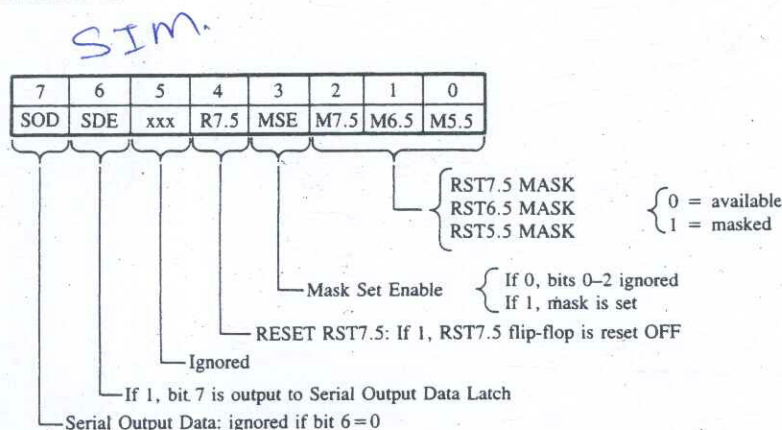 SIM.
7 6 5 4 3 2 1 0
SOD SDE xxx R7.5 MSE M7.5 M6.5 M5.5
RST7.5 MASK
RST6.5 MASK
RST5.5 MASK
0 = available
1 = masked
Mask Set Enable
If 0, bits 0–2 ignored
If 1, mask is set
RESET RST7.5: If 1, RST7.5 flip-flop is reset OFF
Ignored
If 1, bit 7 is output to Serial Output Data Latch
Serial Output Data: ignored if bit 6=0